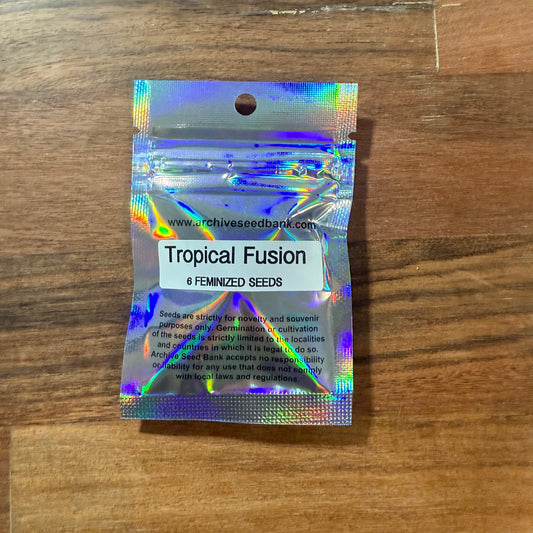 www.archiveseedbank.com
Tropical Fusion
6 FEMINIZED SEEDS
Seeds are strictly for novelty and souvenir
purposes only. Germination or cultivation
of the seeds is strictly limited to the localities
and countries in which it is legal to do so.
Archive Seed Bank accepts no responsibility
or liability for any use that does not comply
with local laws and regulations.